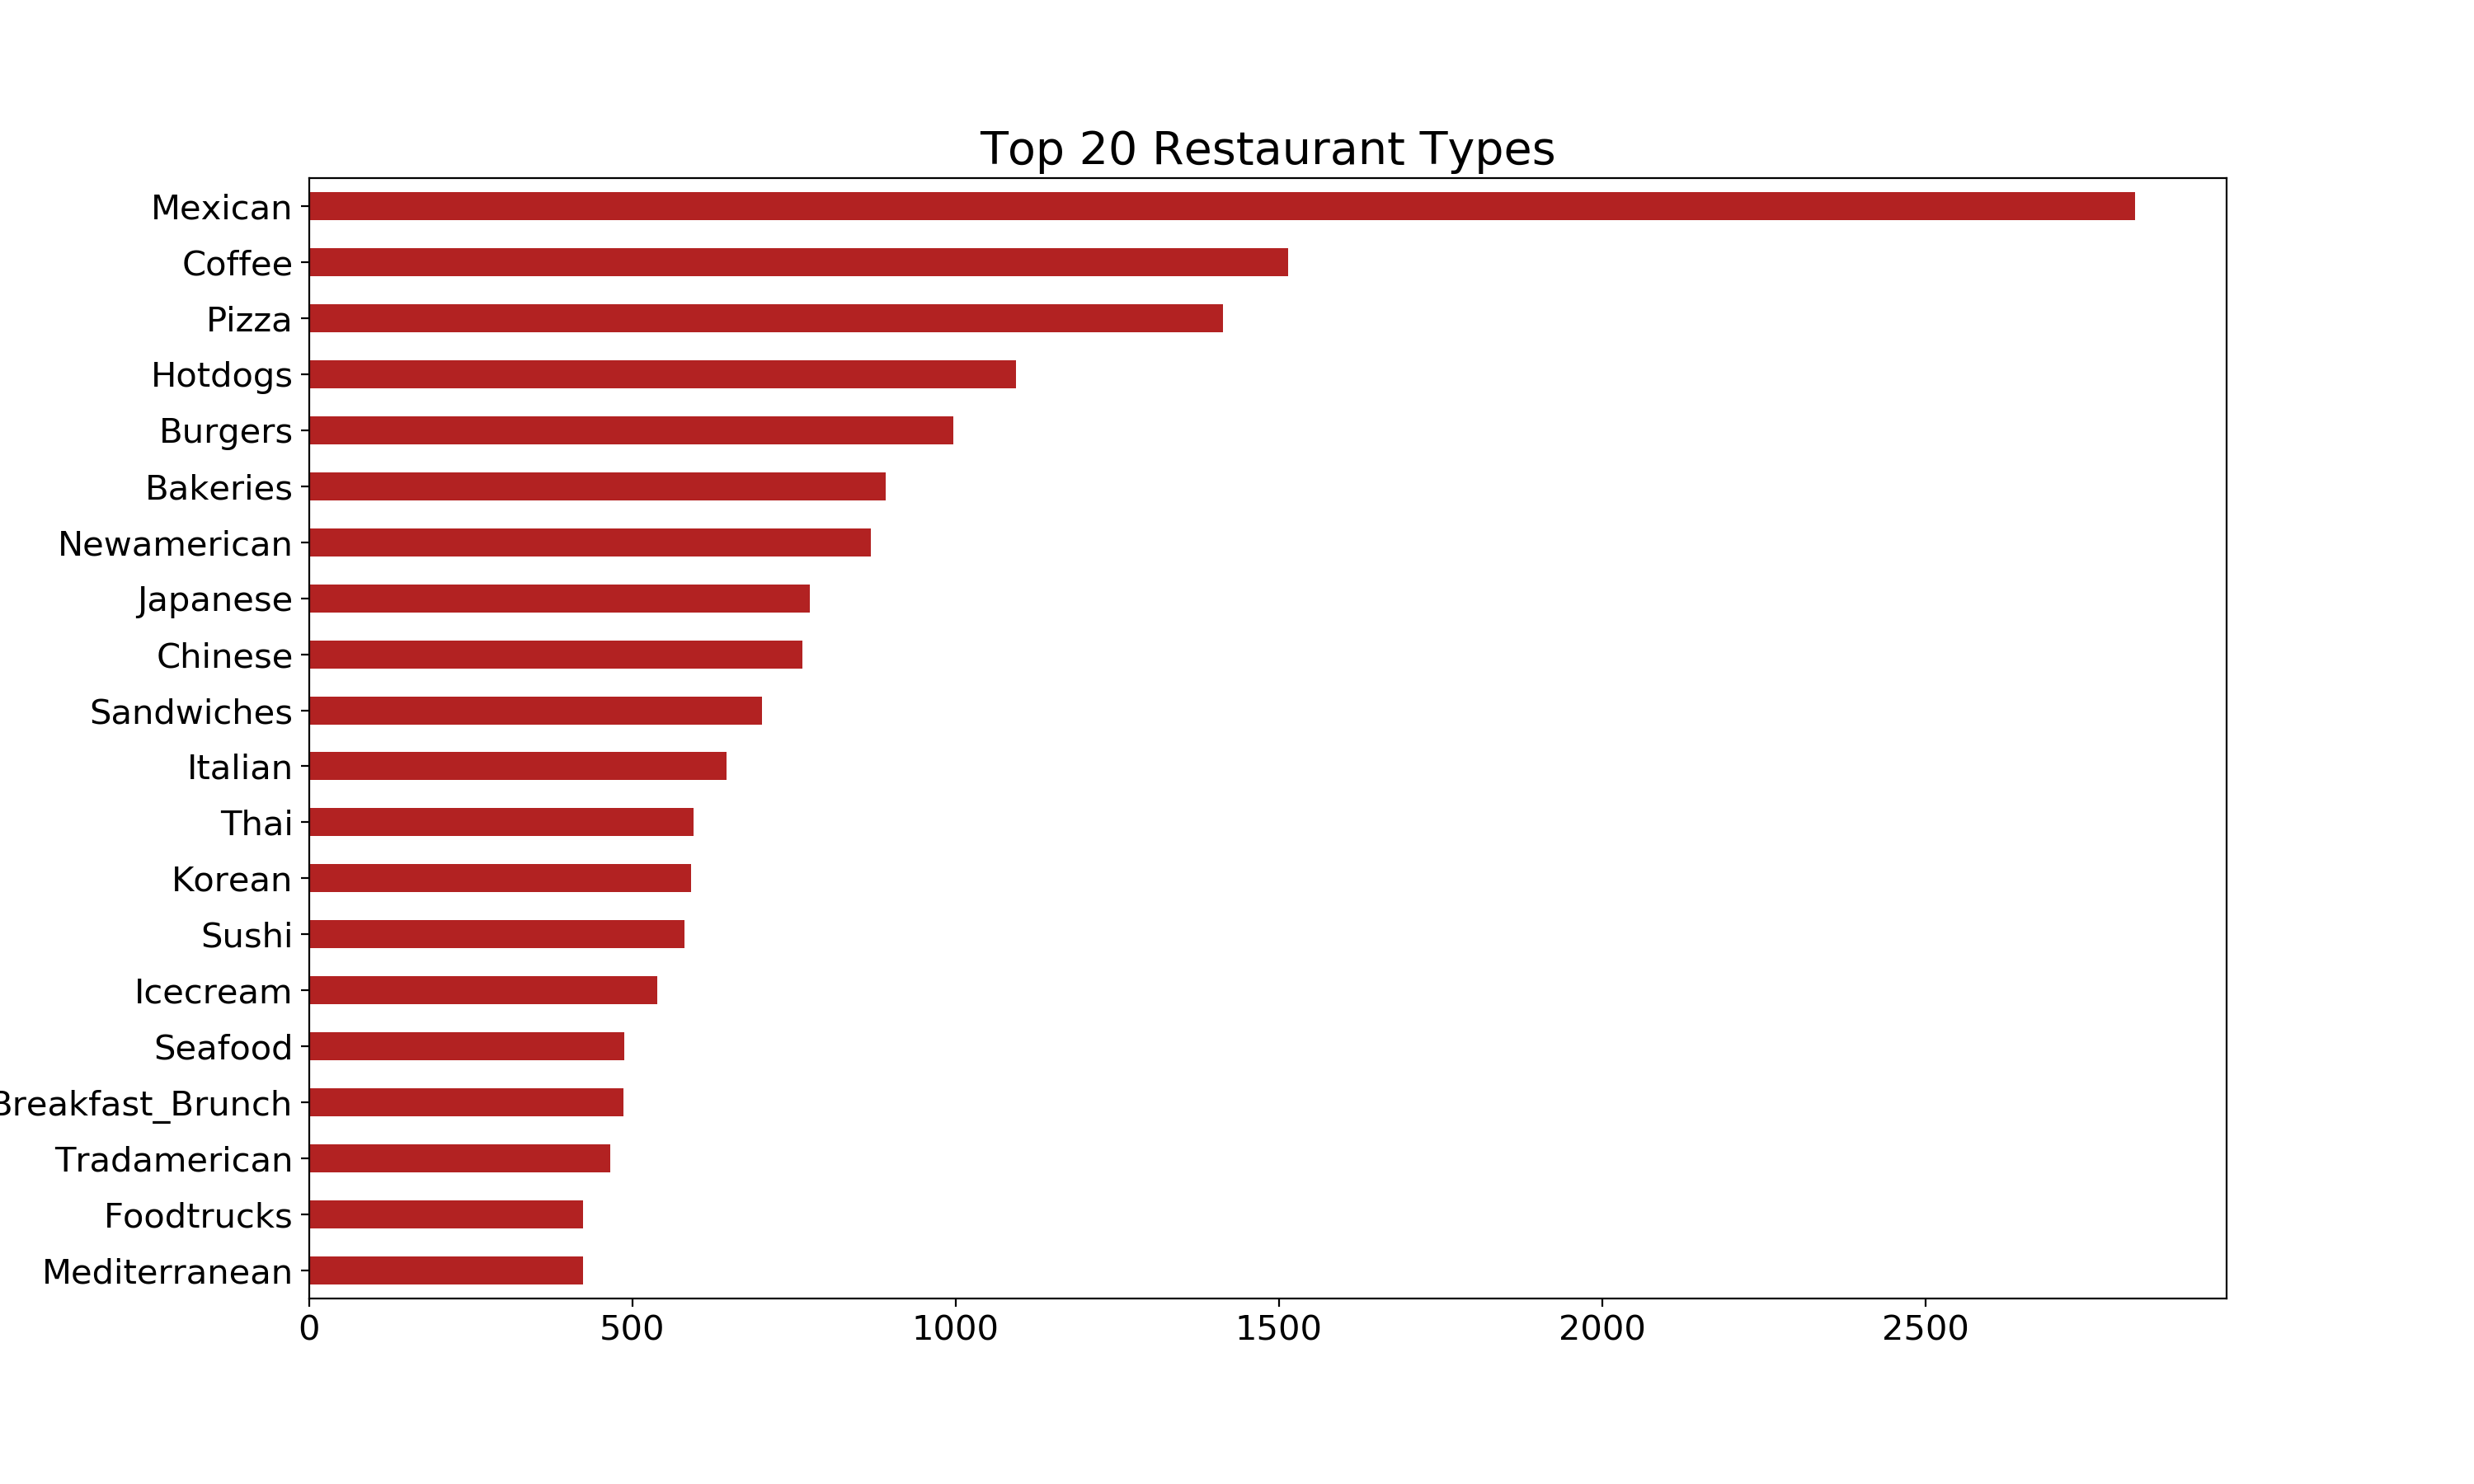 Top 20 Restaurant Types
Mexican
Coffee
Pizza
Hotdogs
Burgers
Bakeries
Newamerican
Japanese
Chinese
Sandwiches
Italian
Thai
Korean
Sushi
Icecream
Seafood
Breakfast_Brunch
Tradamerican
Foodtrucks
Mediterranean
0 500 1000 1500 2000 2500